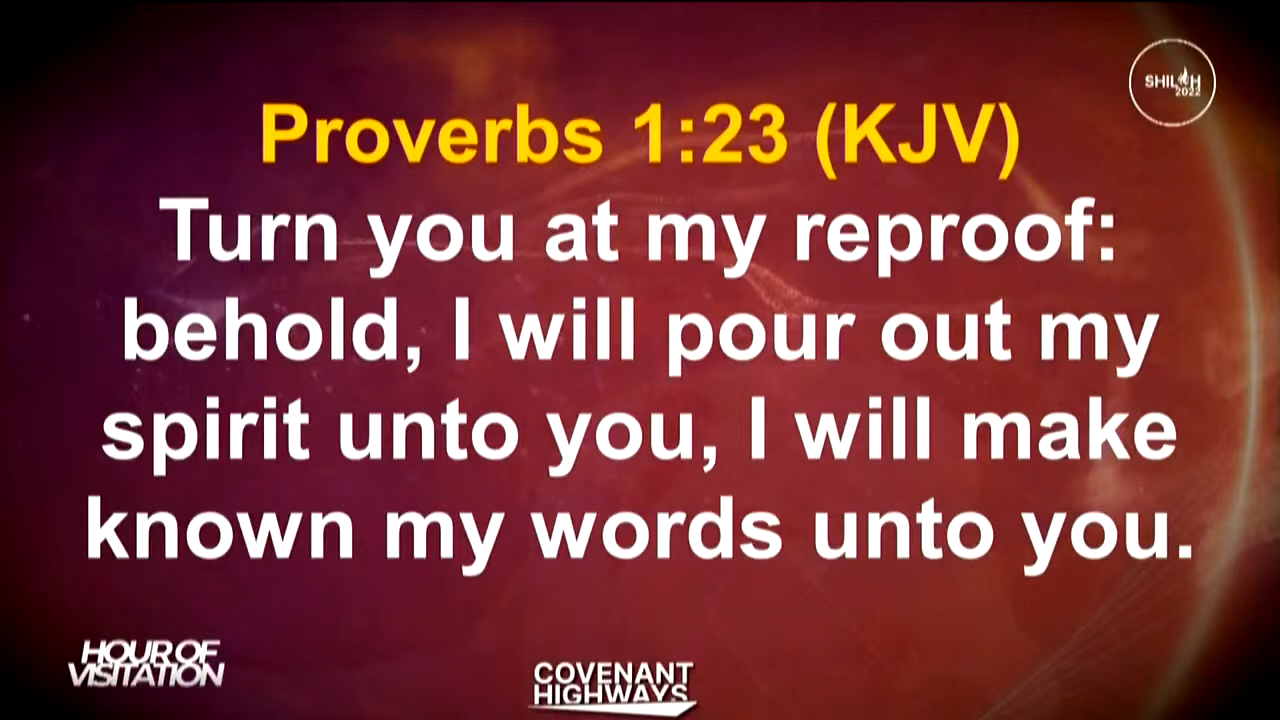 SHILOH
2022
Proverbs 1:23 (KJV)
Turn you at my reproof:
behold, I will pour out my
spirit unto you, I will make
known my words unto you.
HOUR OF
VISITATION
COVENANT
HIGHWAYS